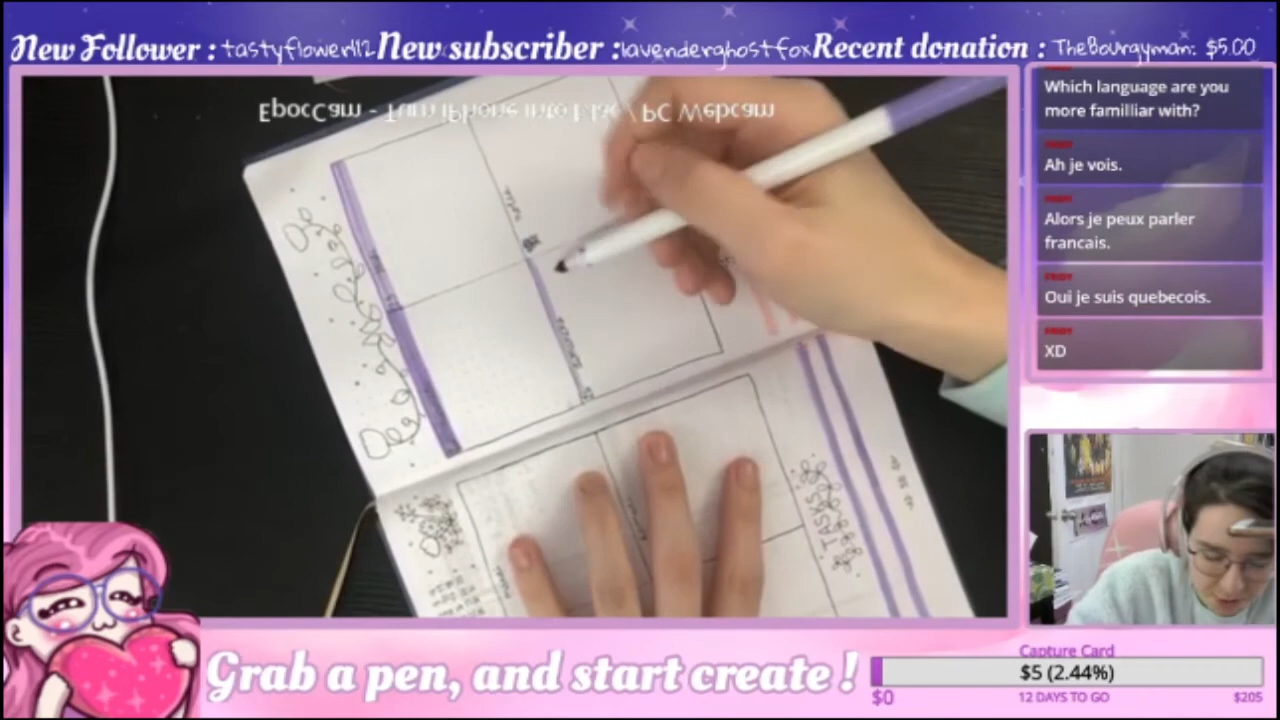 New Follower : tastyflower112 New subscriber : lavenderghostfox Recent donation : TheBourgyman: $5.00
EpocCam - Turn iPhone into Mac / PC Webcam
Which language are you
more familliar with?
Ah je vois.
Alors je peux parler
francais.
Oui je suis quebecois.
XD
TASKS
Grab a pen, and start create !
Capture Card
$5 (2.44%)
$0
12 DAYS TO GO
$205